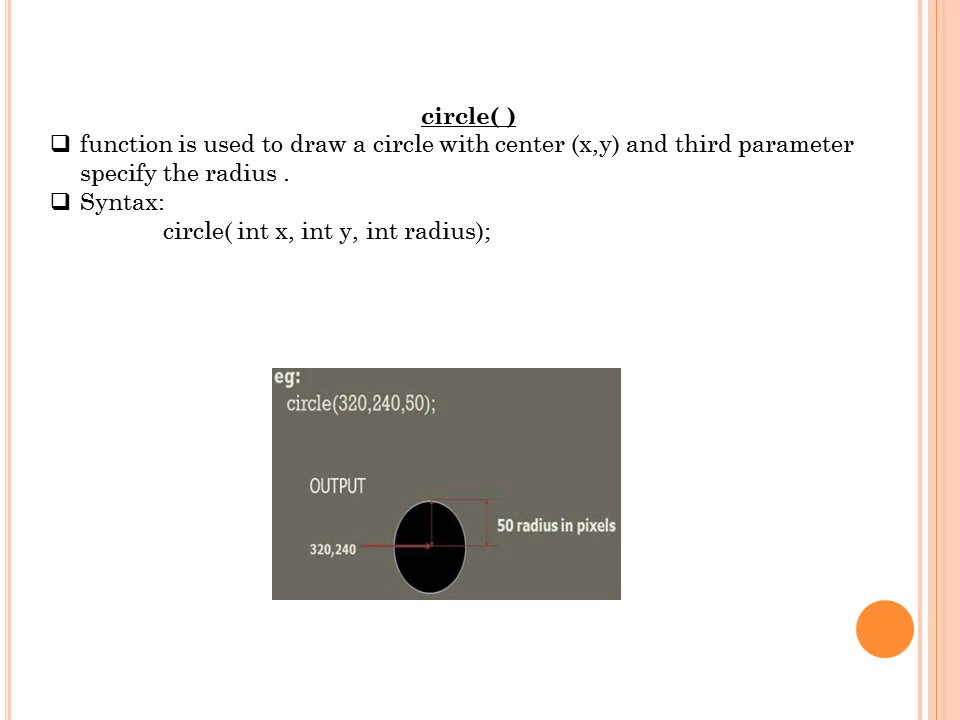 circle( )
function is used to draw a circle with center (x,y) and third parameter
specify the radius .
Syntax:
circle( int x, int y, int radius);
eg:
circle(320,240,50);
OUTPUT
50 radius in pixels
320,240